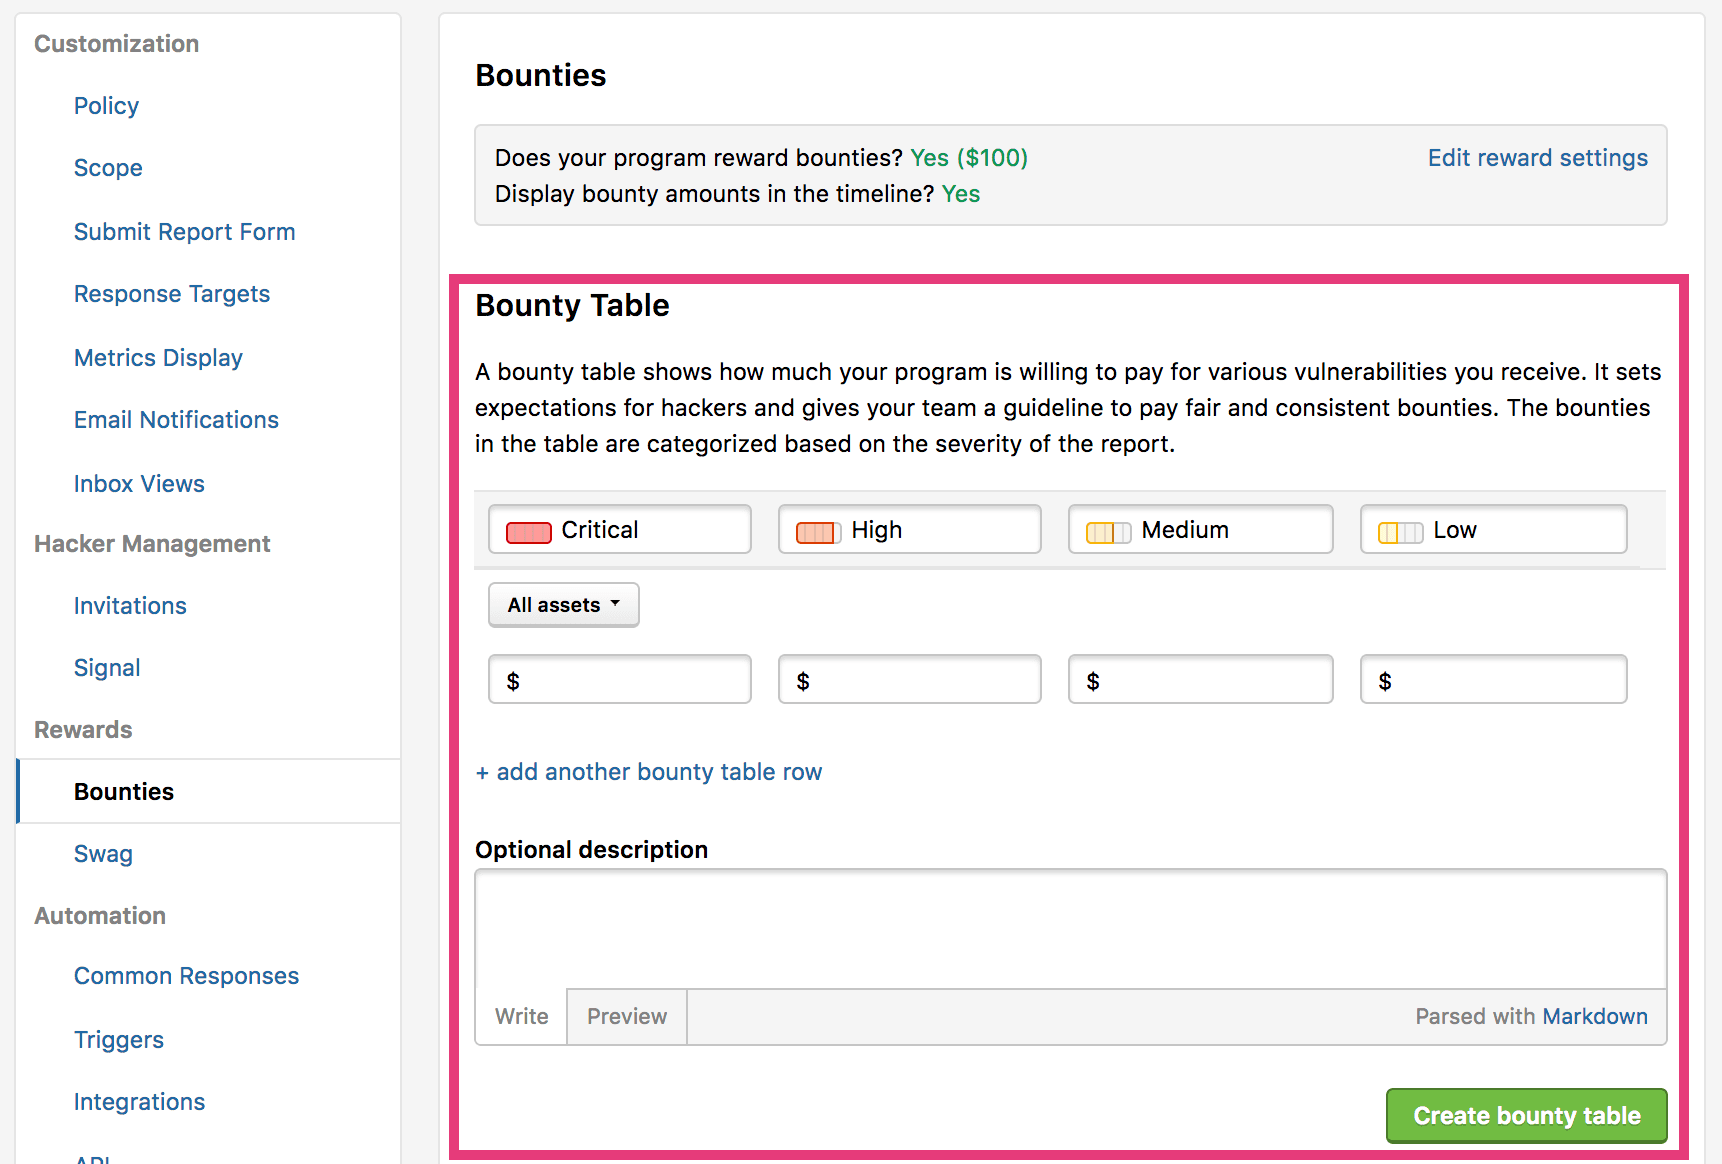 Customization
Policy
Scope
Submit Report Form
Response Targets
Metrics Display
Email Notifications
Inbox Views
Hacker Management
Invitations
Signal
Rewards
Bounties
Swag
Automation
Common Responses
Triggers
Integrations
API
Bounties
Does your program reward bounties? Yes ($100)
Edit reward settings
Display bounty amounts in the timeline? Yes
Bounty Table
A bounty table shows how much your program is willing to pay for various vulnerabilities you receive. It sets
expectations for hackers and gives your team a guideline to pay fair and consistent bounties. The bounties
in the table are categorized based on the severity of the report.
Critical High Medium Low
All assets
$ $ $ $
+ add another bounty table row
Optional description
Write Preview Parsed with Markdown
Create bounty table